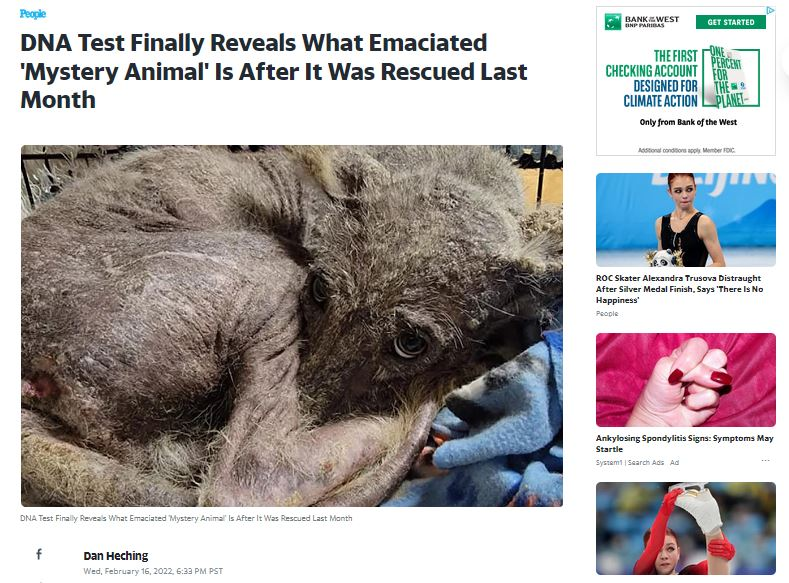 People
DNA Test Finally Reveals What Emaciated
'Mystery Animal' Is After It Was Rescued Last
Month
DNA Test Finally Reveals What Emaciated 'Mystery Animal' Is After It Was Rescued Last Month
f
Dan Heching
Wed, February 16, 2022, 6:33 PM PST
BANK OF THE WEST
BNP PARIBAS
GET STARTED
THE FIRST
CHECKING ACCOUNT
DESIGNED FOR
CLIMATE ACTION
ONE
PERCENT
FOR
THE
PLANET
Only from Bank of the West
Additional conditions apply. Member FDIC.
BEIJING
ROC Skater Alexandra Trusova Distraught
After Silver Medal Finish, Says 'There Is No
Happiness'
People
Ankylosing Spondylitis Signs: Symptoms May
Startle
System1 | Search Ads Ad
...